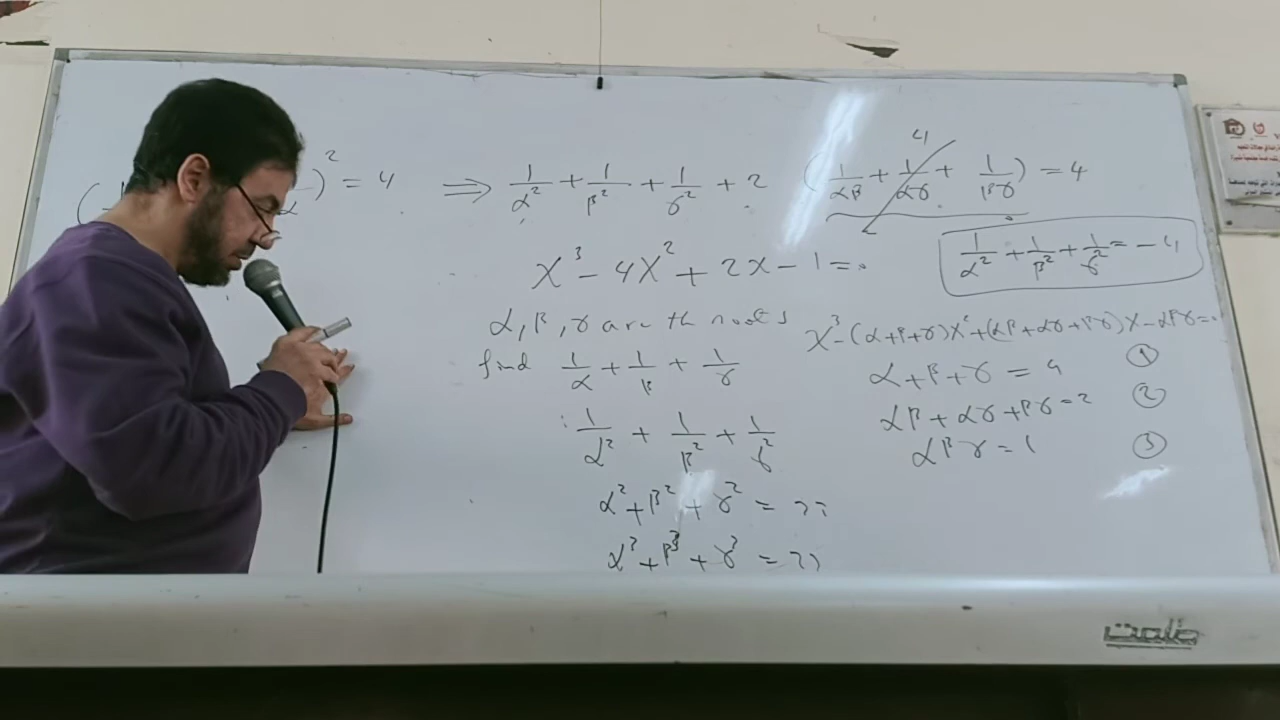 )² = 4 ⟹ 1/α² + 1/β² + 1/γ² + 2 (1/αβ + 1/αγ + 1/βγ) = 4
4
1/α² + 1/β² + 1/γ² = -4
x³ - 4x² + 2x - 1 = 0
α, β, γ are th roots
x³ - (α+β+γ)x² + (αβ + αγ + βγ)x - αβγ = 0
find 1/α + 1/β + 1/γ
α + β + γ = 4 ①
αβ + αγ + βγ = 2 ②
1/α² + 1/β² + 1/γ²
αβγ = 1 ③
α² + β² + γ² = ??
α³ + β³ + γ³ = ??